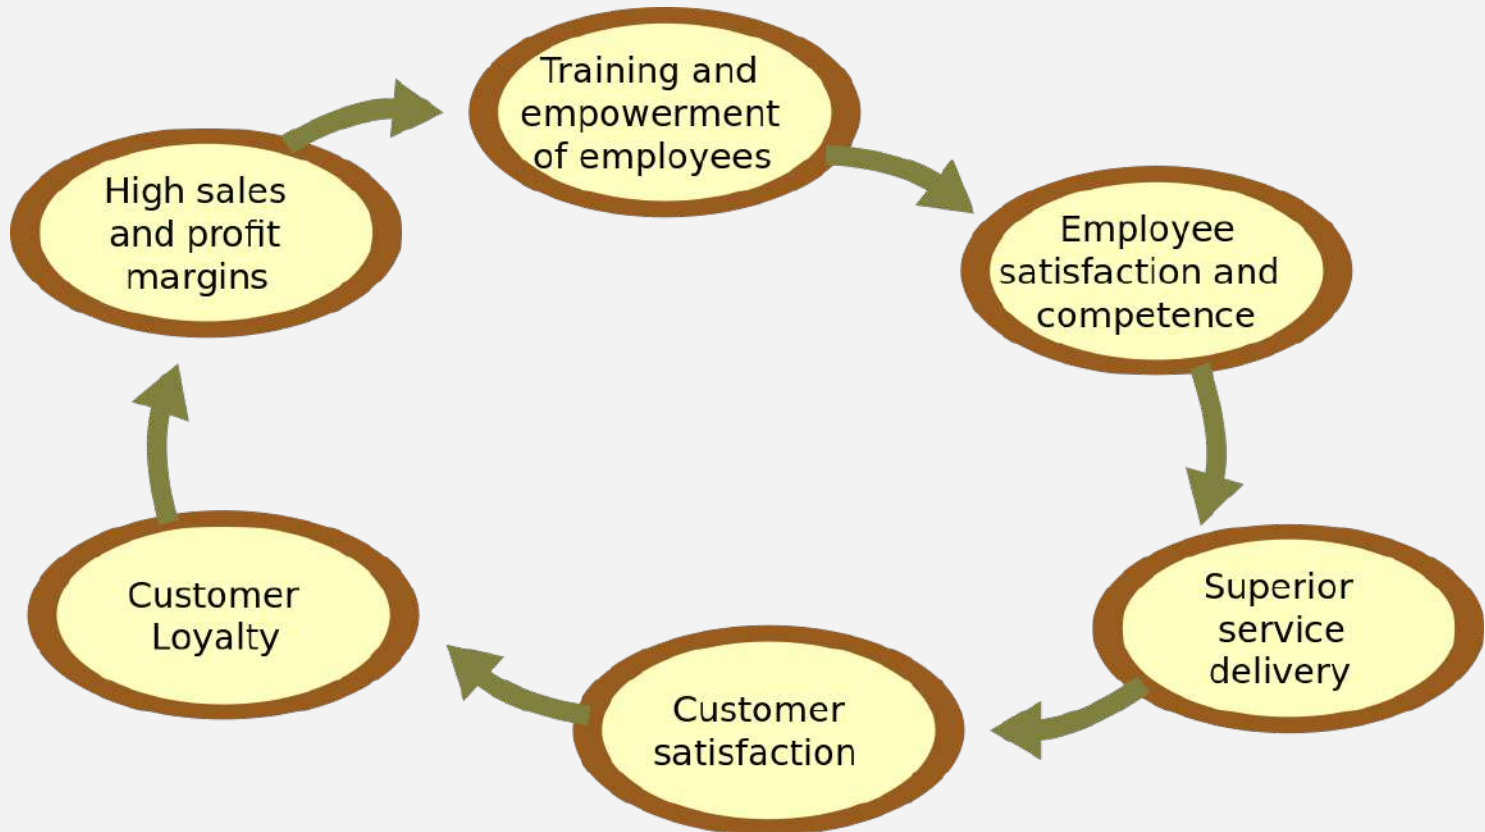 Training and
empowerment
of employees
Employee
satisfaction and
competence
Superior
service
delivery
Customer
satisfaction
Customer
Loyalty
High sales
and profit
margins